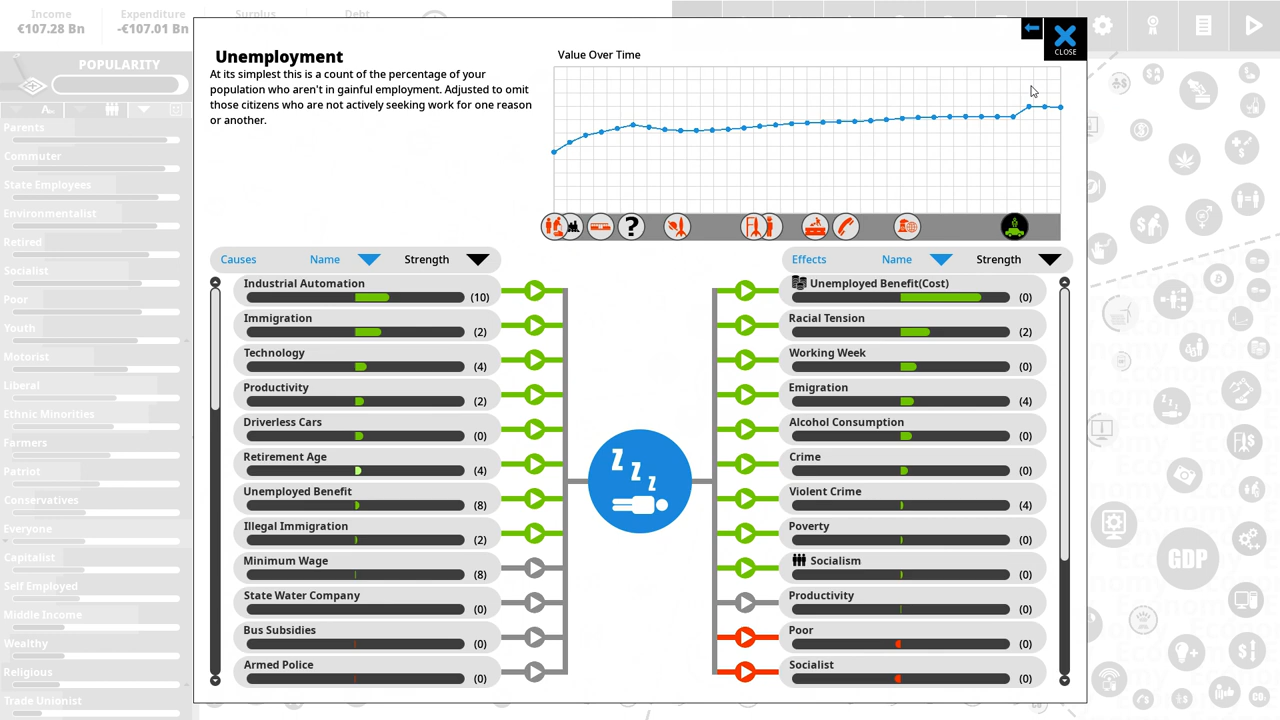 Income
Expenditure
Surplus
Debt
€107.28 Bn
-€107.01 Bn
POPULARITY
Parents
Commuter
State Employees
Environmentalist
Retired
Socialist
Poor
Youth
Motorist
Liberal
Ethnic Minorities
Farmers
Patriot
Conservatives
Everyone
Capitalist
Self Employed
Middle Income
Wealthy
Religious
Trade Unionist
Unemployment
At its simplest this is a count of the percentage of your
population who aren't in gainful employment. Adjusted to omit
those citizens who are not actively seeking work for one reason
or another.
Value Over Time
CLOSE
Causes
Name
Strength
Industrial Automation
(10)
Immigration
(2)
Technology
(4)
Productivity
(2)
Driverless Cars
(0)
Retirement Age
(4)
Unemployed Benefit
(8)
Illegal Immigration
(2)
Minimum Wage
(8)
State Water Company
(0)
Bus Subsidies
(0)
Armed Police
(0)
Z
Z
Z
Effects
Name
Strength
Unemployed Benefit(Cost)
(0)
Racial Tension
(2)
Working Week
(0)
Emigration
(4)
Alcohol Consumption
(0)
Crime
(0)
Violent Crime
(4)
Poverty
(0)
Socialism
(0)
Productivity
(0)
Poor
(0)
Socialist
(0)
GDP